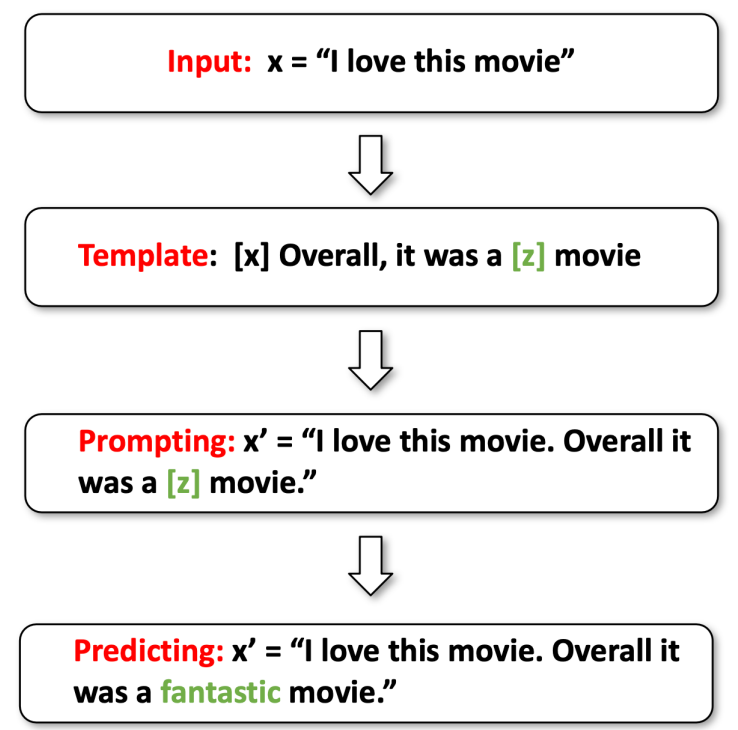 Input: x = “I love this movie”
Template: [x] Overall, it was a [z] movie
Prompting: x’ = “I love this movie. Overall it
was a [z] movie.”
Predicting: x’ = “I love this movie. Overall it
was a fantastic movie.”